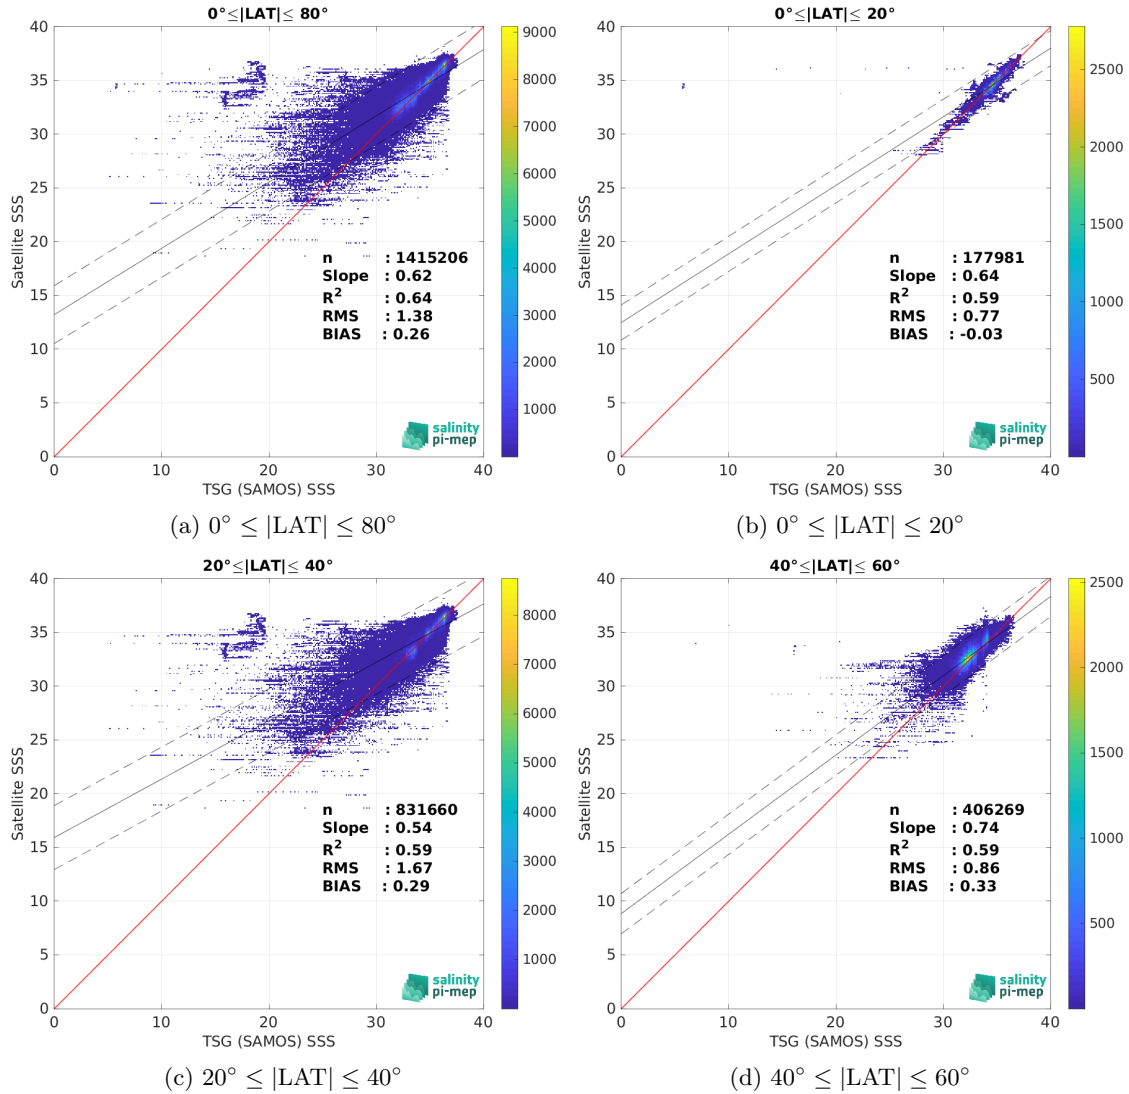 0°≤|LAT|≤ 80°
Satellite SSS
40
35
30
25
20
15
10
5
0
n : 1415206
Slope : 0.62
R² : 0.64
RMS : 1.38
BIAS : 0.26
salinity
pi-mep
0 10 20 30 40
TSG (SAMOS) SSS
9000
8000
7000
6000
5000
4000
3000
2000
1000
(a) 0° ≤ |LAT| ≤ 80°
0°≤|LAT|≤ 20°
Satellite SSS
40
35
30
25
20
15
10
5
0
n : 177981
Slope : 0.64
R² : 0.59
RMS : 0.77
BIAS : -0.03
salinity
pi-mep
0 10 20 30 40
TSG (SAMOS) SSS
2500
2000
1500
1000
500
(b) 0° ≤ |LAT| ≤ 20°
20°≤|LAT|≤ 40°
Satellite SSS
40
35
30
25
20
15
10
5
0
n : 831660
Slope : 0.54
R² : 0.59
RMS : 1.67
BIAS : 0.29
salinity
pi-mep
0 10 20 30 40
TSG (SAMOS) SSS
8000
7000
6000
5000
4000
3000
2000
1000
(c) 20° ≤ |LAT| ≤ 40°
40°≤|LAT|≤ 60°
Satellite SSS
40
35
30
25
20
15
10
5
0
n : 406269
Slope : 0.74
R² : 0.59
RMS : 0.86
BIAS : 0.33
salinity
pi-mep
0 10 20 30 40
TSG (SAMOS) SSS
2500
2000
1500
1000
500
(d) 40° ≤ |LAT| ≤ 60°